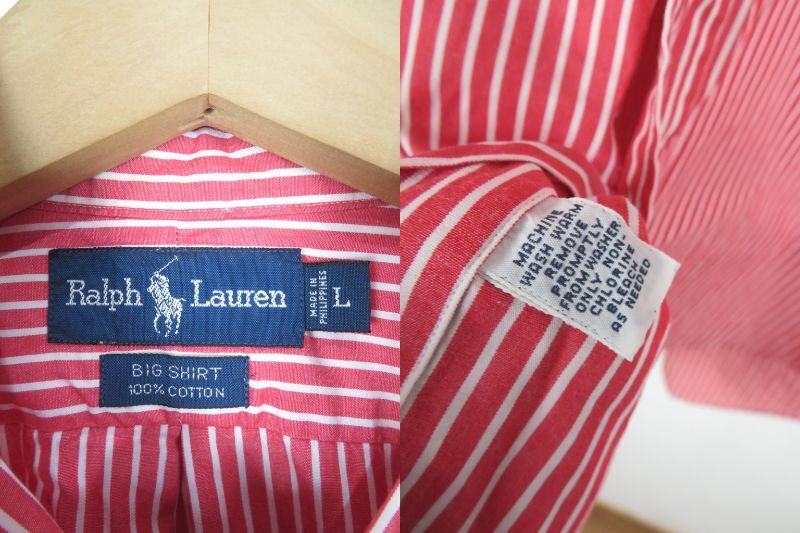 Ralph Lauren
MADE IN
PHILIPPINES
L
BIG SHIRT
100% COTTON
MACHINE
WASH WARM
REMOVE
PROMPTLY
FROM WASHER
ONLY NON-
CHLORINE
BLEACH
AS NEEDED